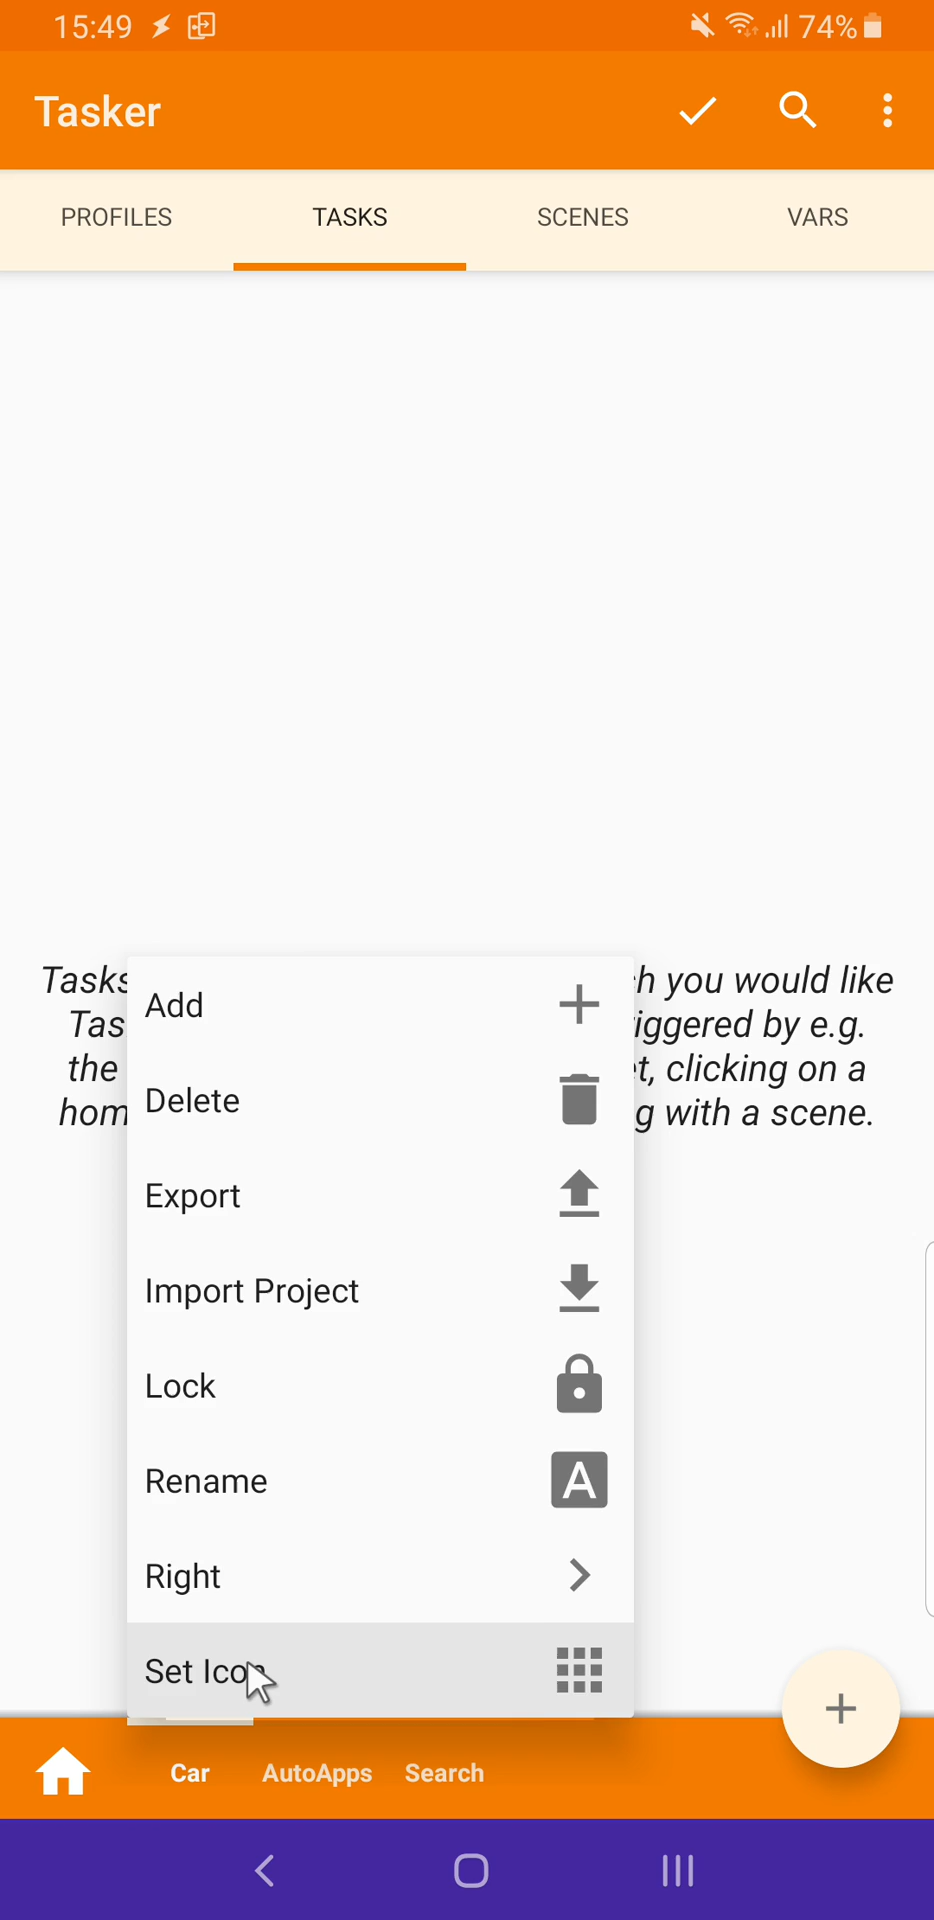 15:49
74%
Tasker
PROFILES TASKS SCENES VARS
Tasks h you would like
Tas iggered by e.g.
the t, clicking on a
hom g with a scene.
Add
Delete
Export
Import Project
Lock
Rename
A
Right
Set Icon
Car AutoApps Search